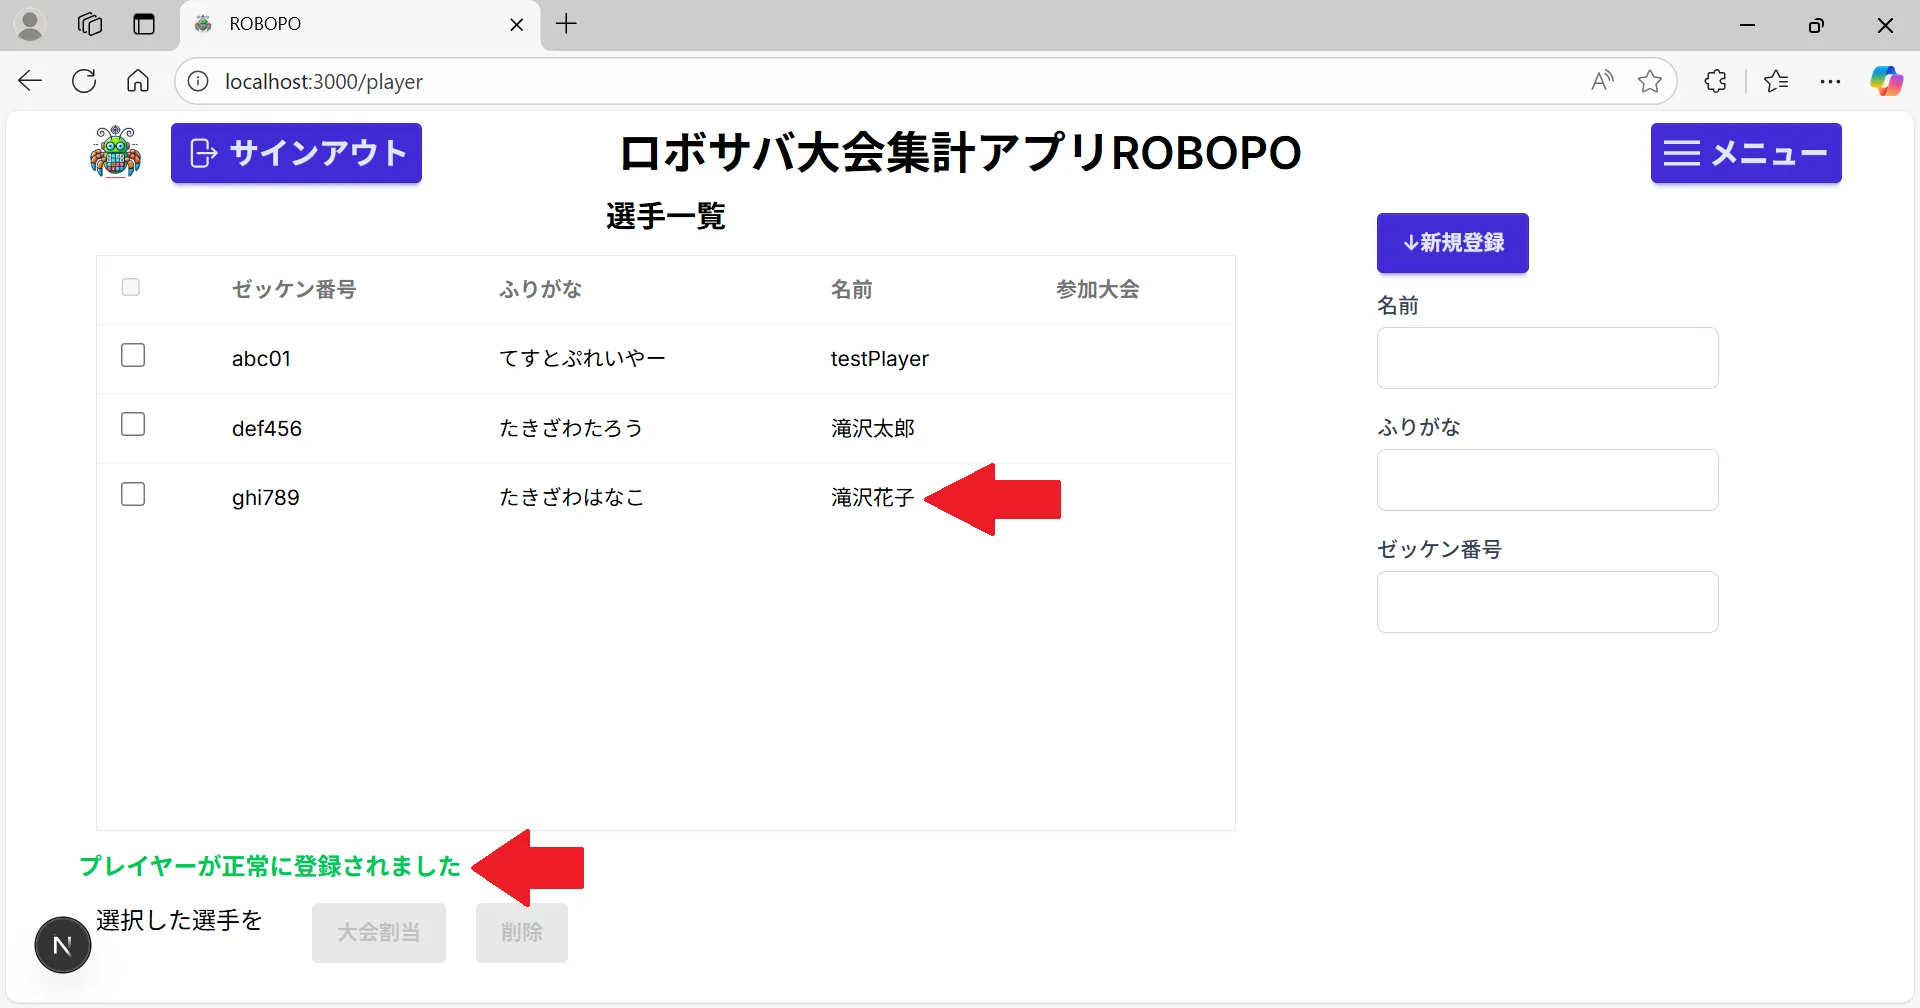 ROBOPO
localhost:3000/player
サインアウト
ロボサバ大会集計アプリROBOPO
メニュー
選手一覧
↓新規登録
ゼッケン番号 ふりがな 名前 参加大会
abc01 てすとぷれいやー testPlayer
def456 たきざわたろう 滝沢太郎
ghi789 たきざわはなこ 滝沢花子
名前
ふりがな
ゼッケン番号
プレイヤーが正常に登録されました
選択した選手を 大会割当 削除
N